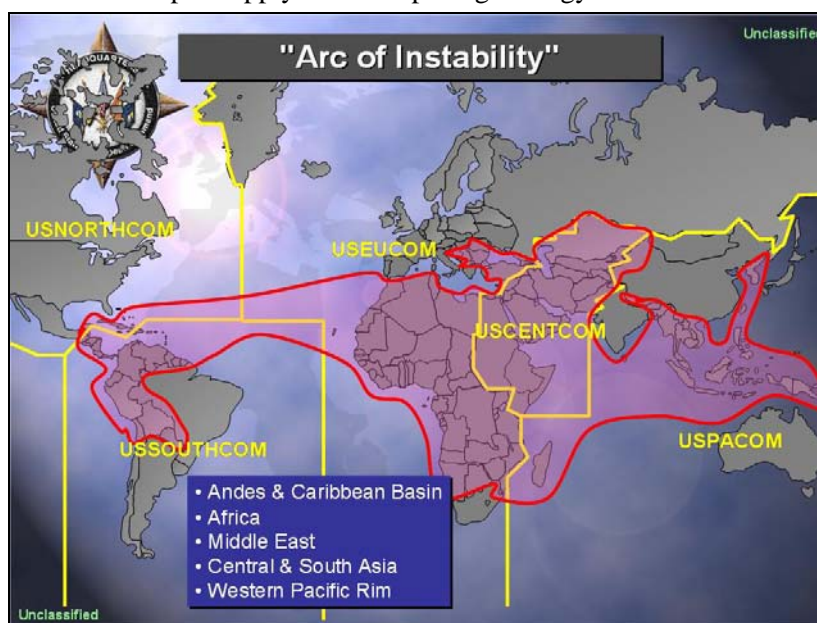 Unclassified
"Arc of Instability"
HEADQUARTERS
USNORTHCOM
USEUCOM
USCENTCOM
USSOUTHCOM
USPACOM
• Andes & Caribbean Basin
• Africa
• Middle East
• Central & South Asia
• Western Pacific Rim
Unclassified